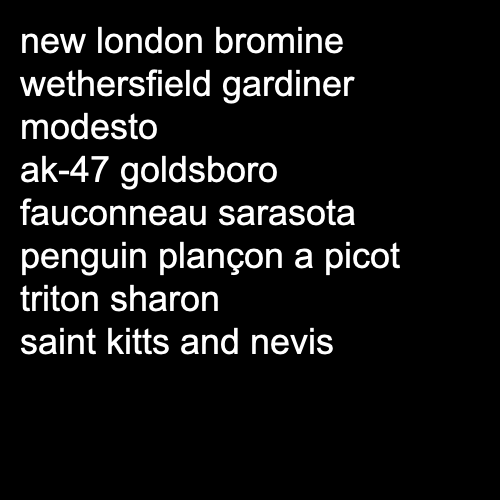 new london bromine
wethersfield gardiner
modesto
ak-47 goldsboro
fauconneau sarasota
penguin plançon a picot
triton sharon
saint kitts and nevis